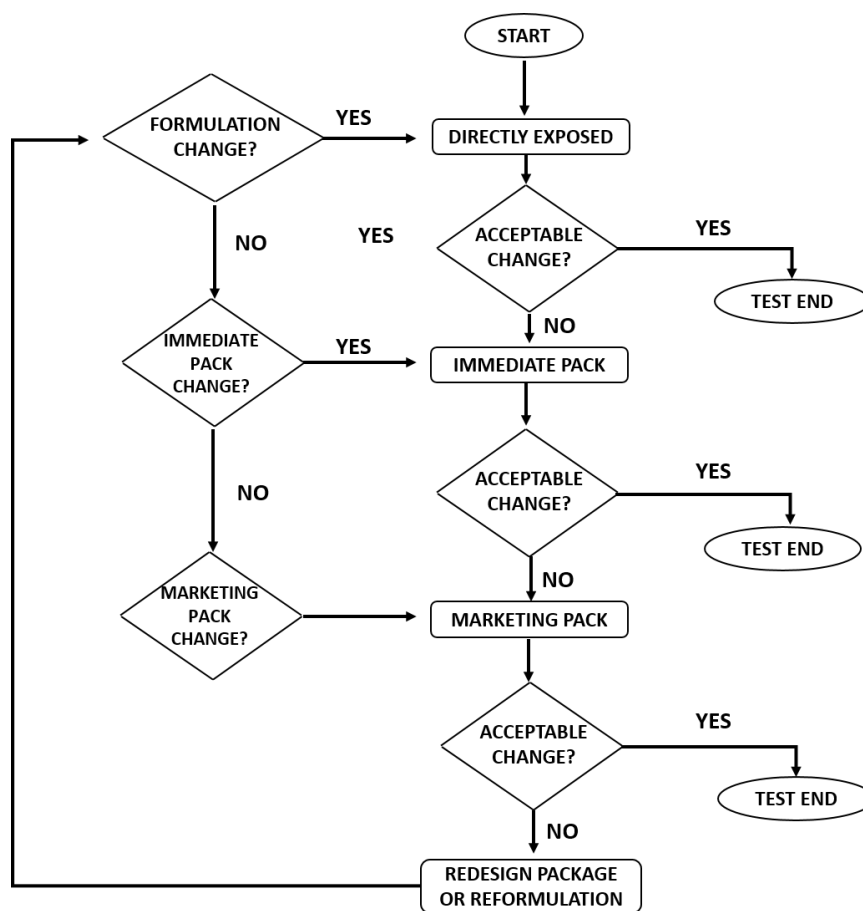 START
FORMULATION
CHANGE?
YES
DIRECTLY EXPOSED
NO
YES
ACCEPTABLE
CHANGE?
YES
TEST END
NO
IMMEDIATE
PACK
CHANGE?
YES
IMMEDIATE PACK
NO
ACCEPTABLE
CHANGE?
YES
TEST END
NO
MARKETING
PACK
CHANGE?
MARKETING PACK
ACCEPTABLE
CHANGE?
YES
TEST END
NO
REDESIGN PACKAGE
OR REFORMULATION